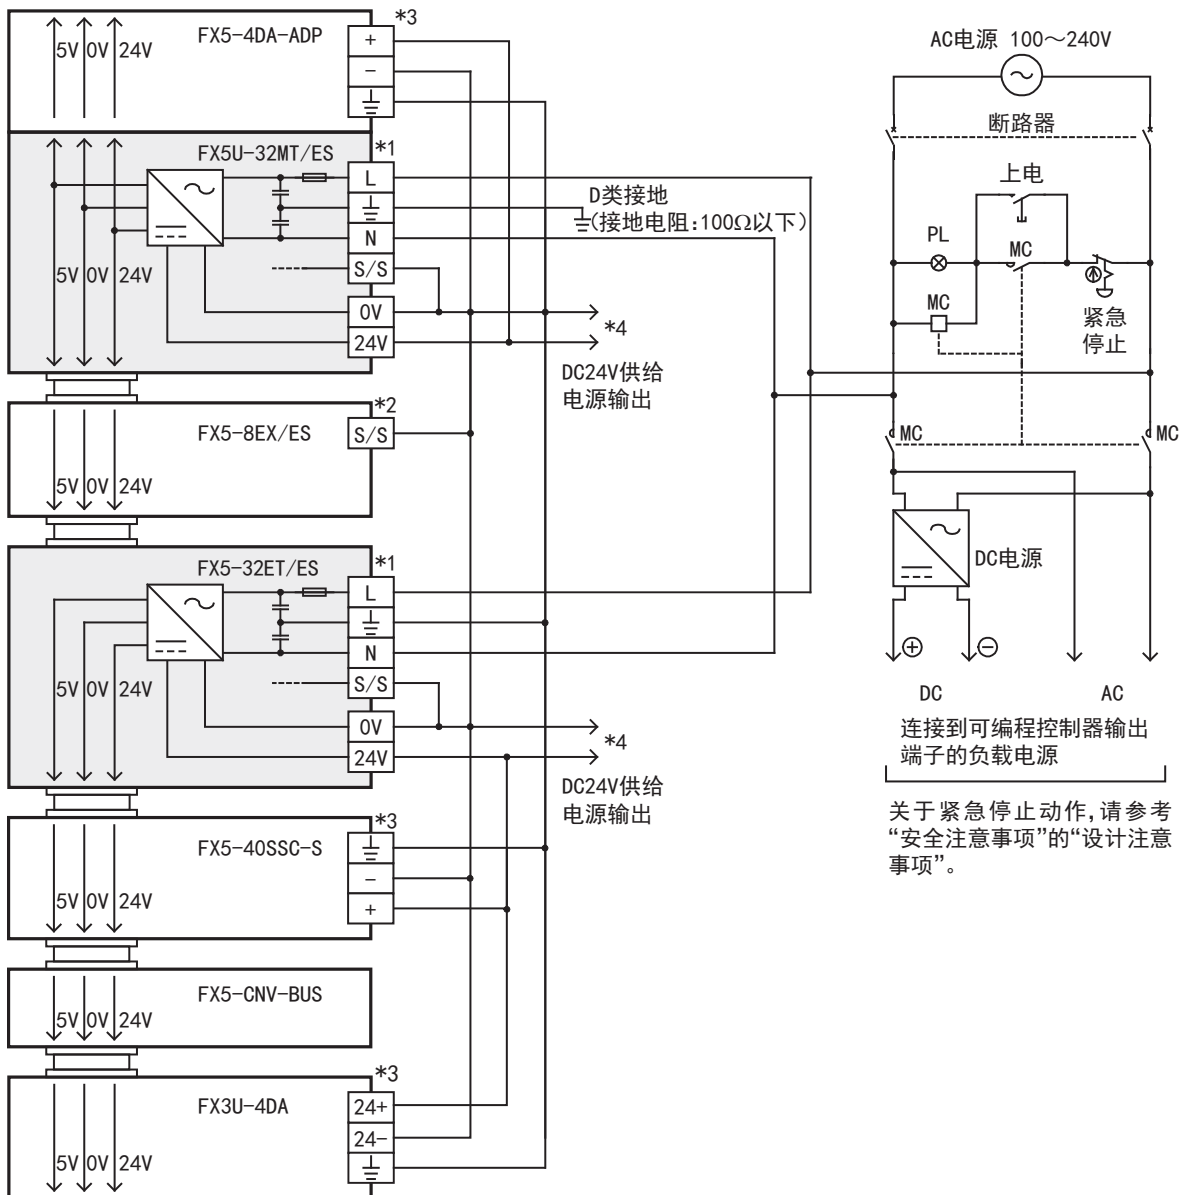 FX5-4DA-ADP
*3
5V 0V 24V
+
−
AC电源 100～240V
断路器
FX5U-32MT/ES
*1
L
N
S/S
0V
24V
5V 0V 24V
D类接地
(接地电阻:100Ω以下)
*4
DC24V供给
电源输出
上电
PL
MC
MC
紧急
停止
MC
MC
FX5-8EX/ES
*2
S/S
5V 0V 24V
DC电源
FX5-32ET/ES
*1
L
N
S/S
0V
24V
5V 0V 24V
*4
DC24V供给
电源输出
+
−
DC
AC
连接到可编程控制器输出
端子的负载电源
关于紧急停止动作,请参考
“安全注意事项”的“设计注意
事项”。
FX5-40SSC-S
*3
−
+
5V 0V 24V
FX5-CNV-BUS
5V 0V 24V
FX3U-4DA
*3
24+
24−
5V 0V 24V